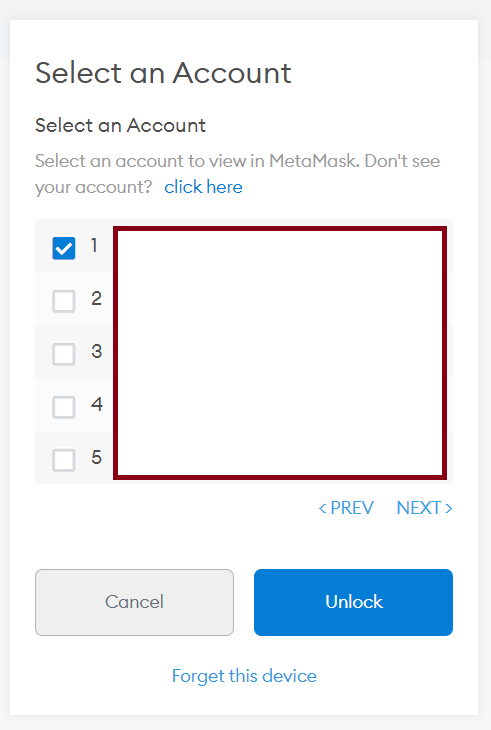 Select an Account
Select an Account
Select an account to view in MetaMask. Don't see
your account? click here
1
2
3
4
5
< PREV NEXT >
Cancel Unlock
Forget this device